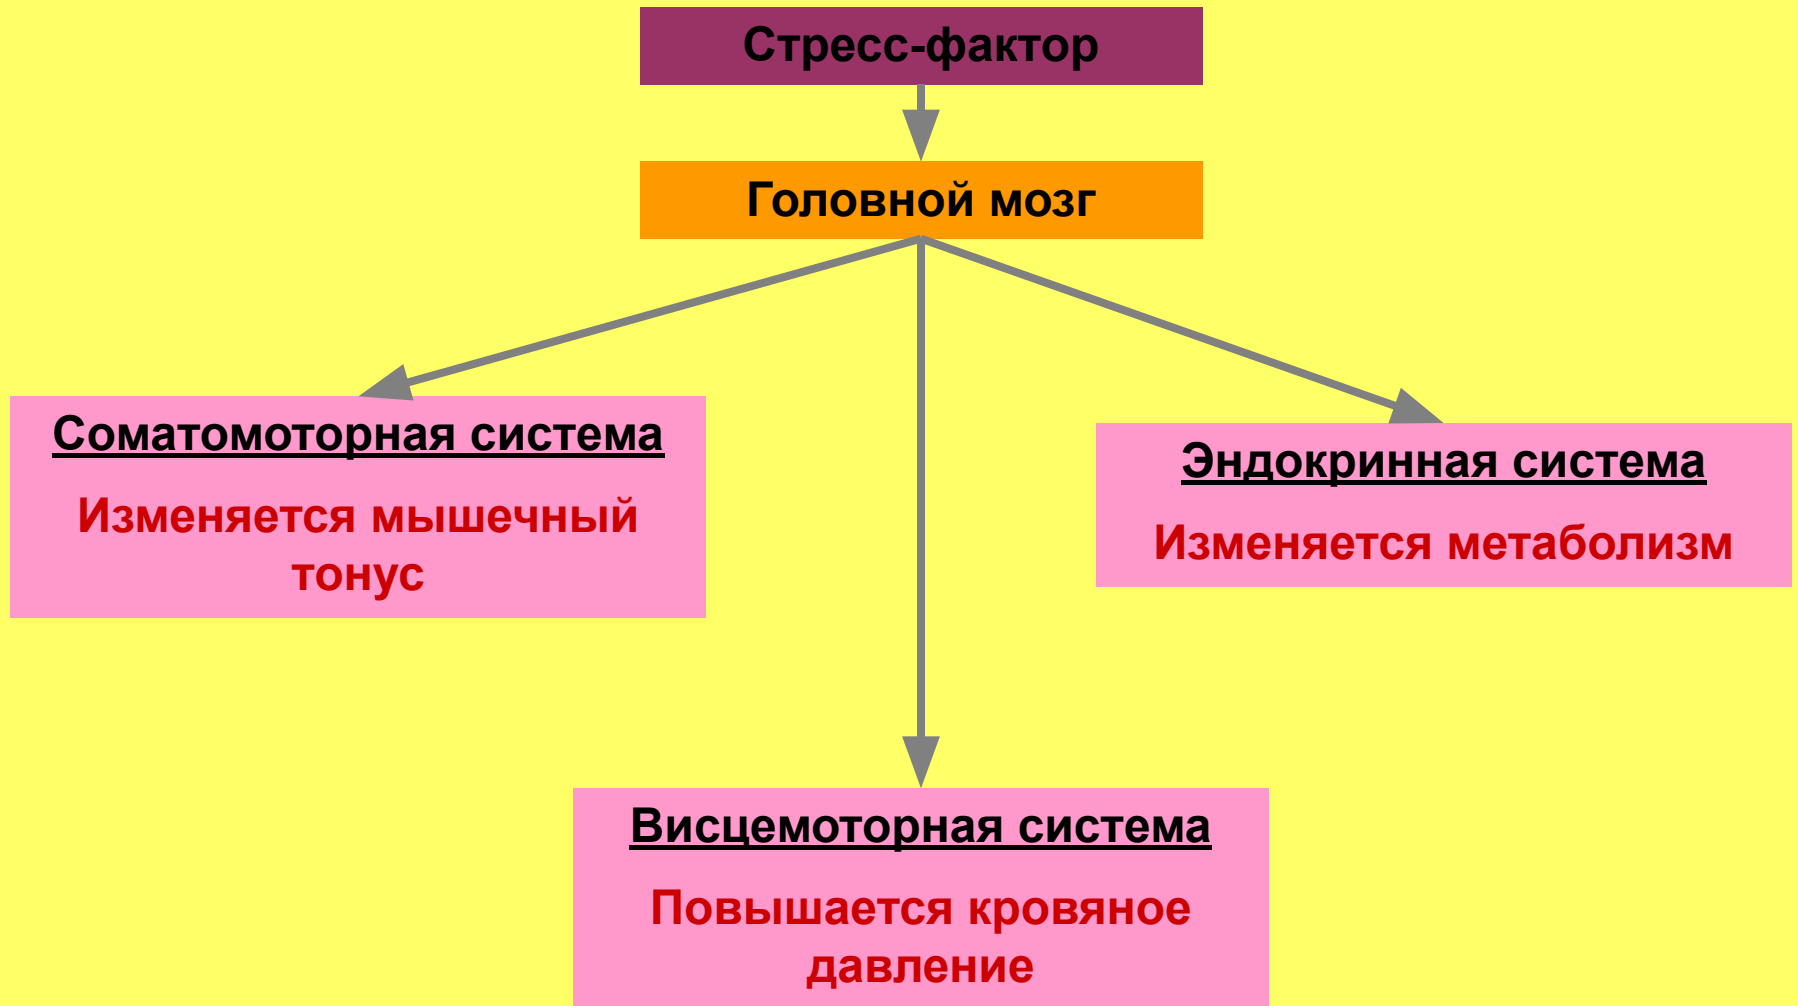 Стресс-фактор
Головной мозг
Соматомоторная система
Изменяется мышечный
тонус
Эндокринная система
Изменяется метаболизм
Висцемоторная система
Повышается кровяное
давление